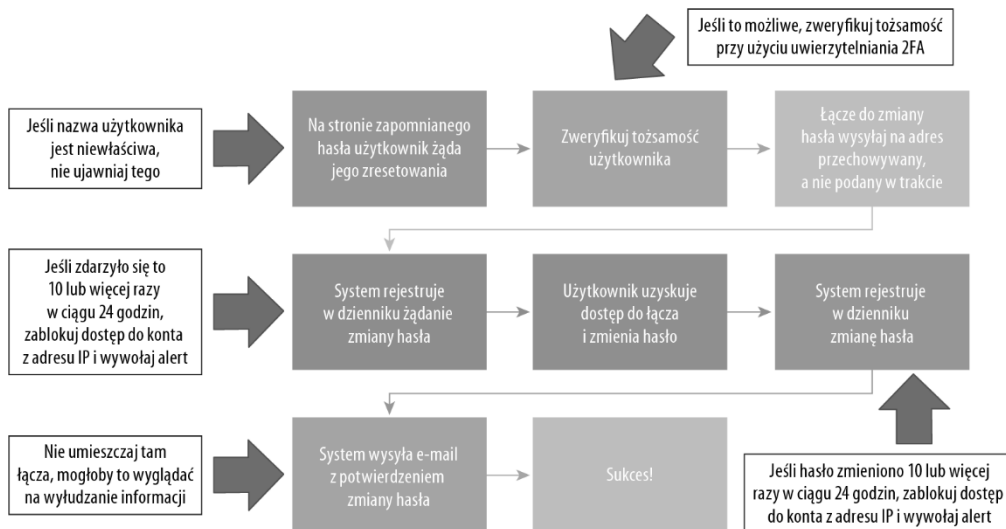 Jeśli to możliwe, zweryfikuj tożsamość
przy użyciu uwierzytelniania 2FA
Jeśli nazwa użytkownika
jest niewłaściwa,
nie ujawniaj tego
Na stronie zapomnianego
hasła użytkownik żąda
jego zresetowania
Zweryfikuj tożsamość
użytkownika
Łącze do zmiany
hasła wysyłaj na adres
przechowywany,
a nie podany w trakcie
Jeśli zdarzyło się to
10 lub więcej razy
w ciągu 24 godzin,
zablokuj dostęp do konta
z adresu IP i wywołaj alert
System rejestruje
w dzienniku żądanie
zmiany hasła
Użytkownik uzyskuje
dostęp do łącza
i zmienia hasło
System rejestruje
w dzienniku
zmianę hasła
Nie umieszczaj tam
łącza, mogłoby to wyglądać
na wyłudzanie informacji
System wysyła e-mail
z potwierdzeniem
zmiany hasła
Sukces!
Jeśli hasło zmieniono 10 lub więcej
razy w ciągu 24 godzin, zablokuj dostęp
do konta z adresu IP i wywołaj alert